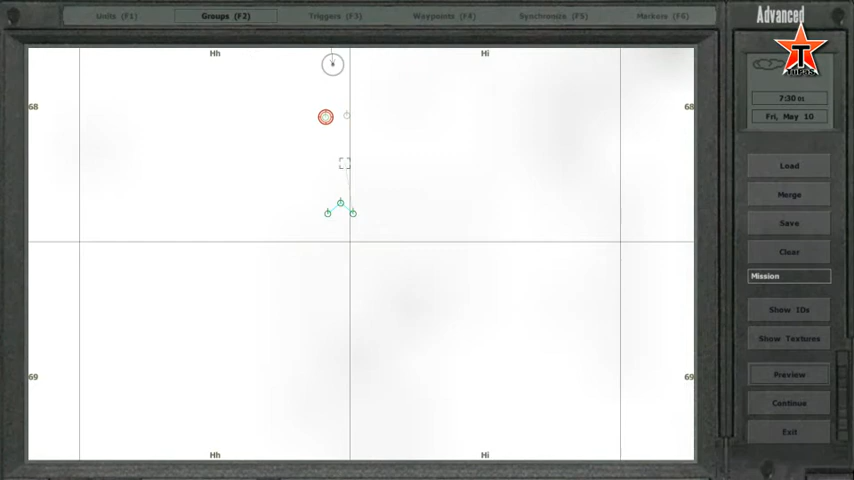 Units (F1)
Groups (F2)
Triggers (F3)
Waypoints (F4)
Synchronize (F5)
Markers (F6)
Advanced
T
TUPAS
Hh
Hi
68
68
7:30
Fri, May 10
Load
Merge
Save
Clear
Mission
Show IDs
Show Textures
Preview
Continue
Exit
69
69
Hh
Hi